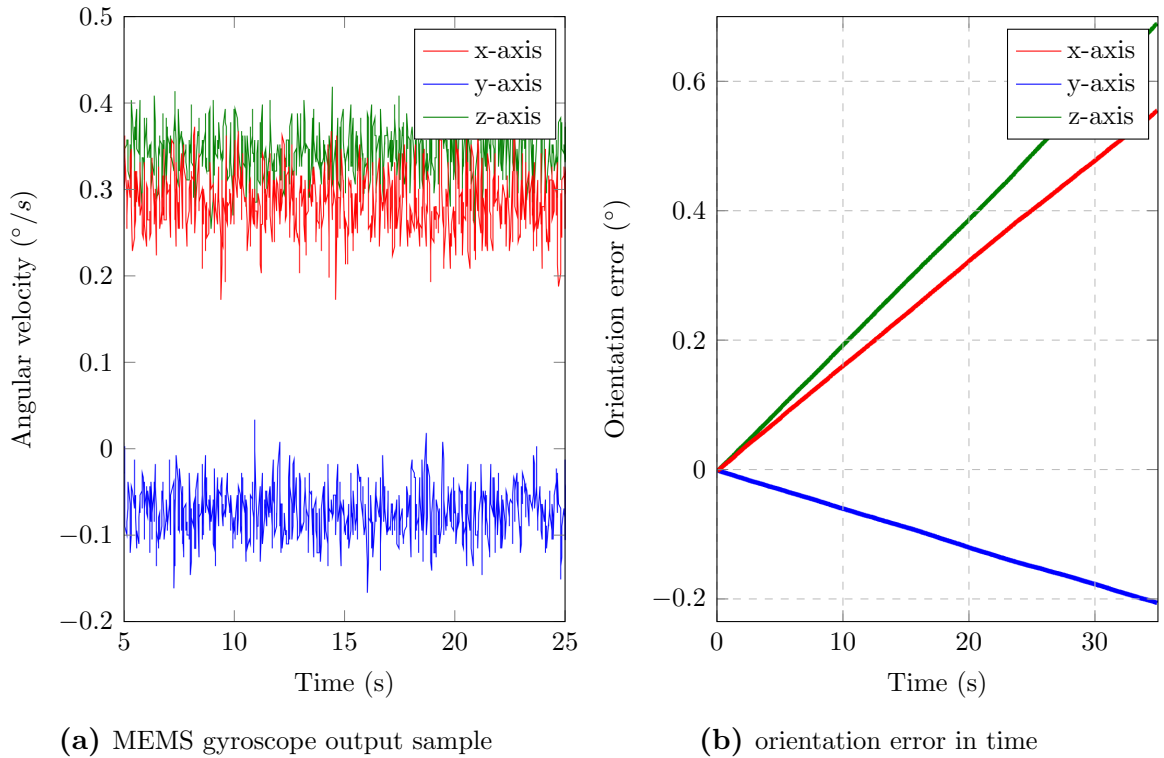 0.5
0.4
0.3
0.2
0.1
0
−0.1
−0.2
Angular velocity (°/s)
x-axis
y-axis
z-axis
5
10
15
20
25
Time (s)
(a) MEMS gyroscope output sample
0.6
0.4
0.2
0
−0.2
Orientation error (°)
x-axis
y-axis
z-axis
0
10
20
30
Time (s)
(b) orientation error in time